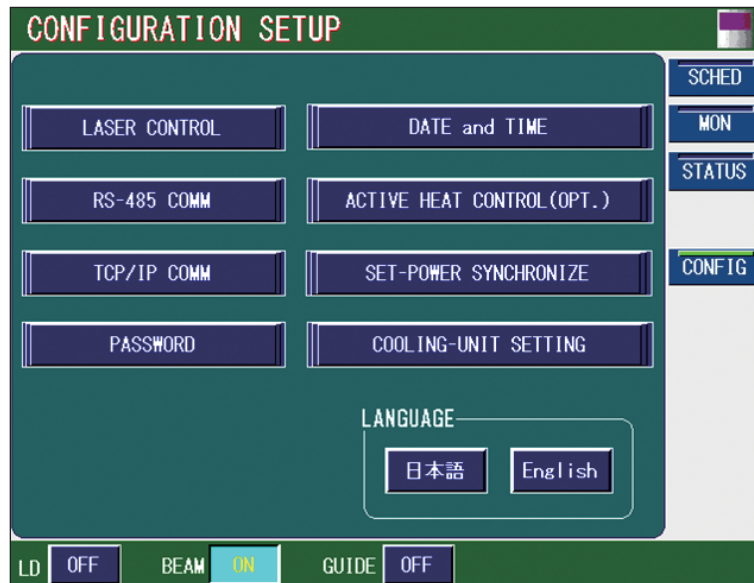 CONFIGURATION SETUP
SCHED
MON
STATUS
CONFIG
LASER CONTROL
DATE and TIME
RS-485 COMM
ACTIVE HEAT CONTROL(OPT.)
TCP/IP COMM
SET-POWER SYNCHRONIZE
PASSWORD
COOLING-UNIT SETTING
LANGUAGE
日本語 English
LD OFF BEAM ON GUIDE OFF